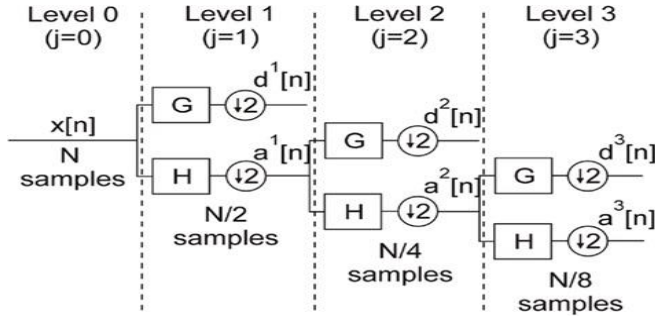 Level 0 Level 1 Level 2 Level 3
(j=0) (j=1) (j=2) (j=3)
d¹[n]
G ↓2
x[n]
d²[n]
N
samples
G ↓2
H ↓2 a¹[n]
d³[n]
G ↓2
N/2
samples
H ↓2 a²[n]
a³[n]
H ↓2
N/4
samples
N/8
samples